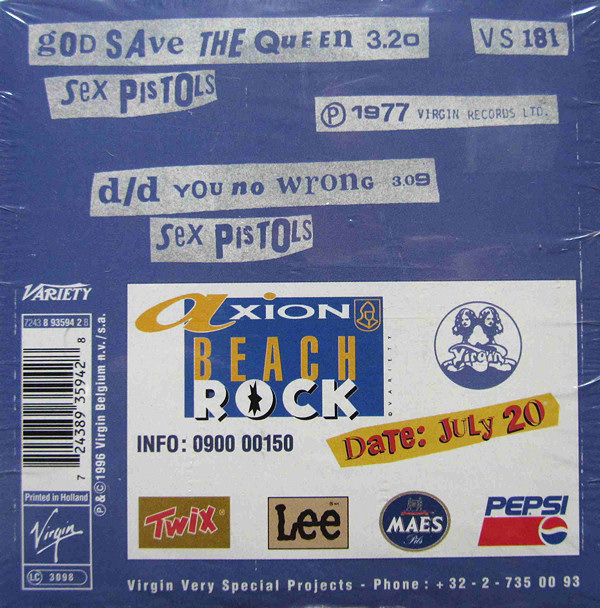 gOD SAve THE QueeN 3.20
VS 181
Sex PISTOLS
Ⓟ 1977 VIRGIN RECORDS LTD.
d/d YOU no wrong 3.09
Sex PISTOLS
VARIETY
7243 8 93594 2 8
7 24389 35942 8
Ⓟ & © 1996 Virgin Belgium n.v./s.a.
Printed in Holland
Virgin
LC 3098
axion
BEACH
ROCK
VARIETY
Virgin
INFO: 0900 00150
DaTe: July 20
TWIX
Lee
MAES
Pils
PEPSI
Virgin Very Special Projects - Phone: +32-2-735 00 93